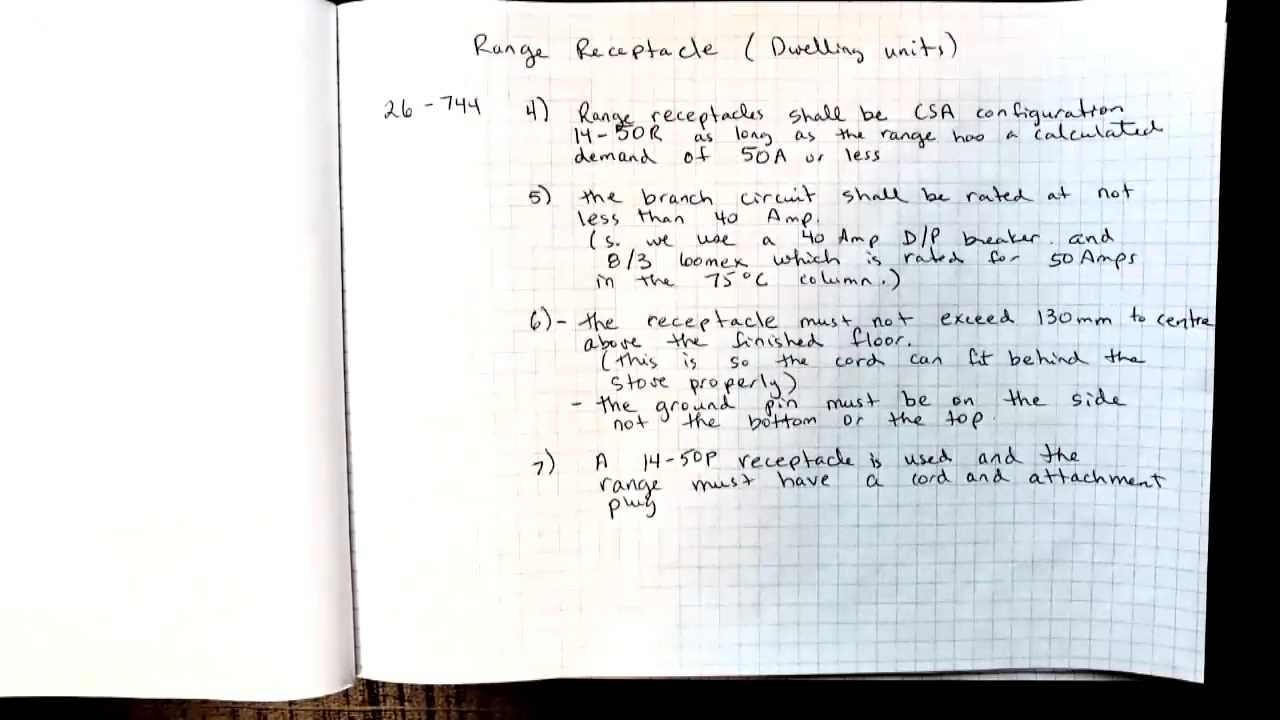 Range Receptacle (Dwelling units)
26-744 4) Range receptacles shall be CSA configuration
14-50R as long as the range has a calculated
demand of 50A or less
5) the branch circuit shall be rated at not
less than 40 Amp.
(so we use a 40 Amp D/P breaker and
8/3 loomex which is rated for 50 Amps
in the 75°C column.)
6) - the receptacle must not exceed 130mm to centre
above the finished floor.
(This is so the cord can fit behind the
stove properly)
- the ground pin must be on the side
not the bottom or the top.
7) A 14-50P receptacle is used and the
range must have a cord and attachment
plug